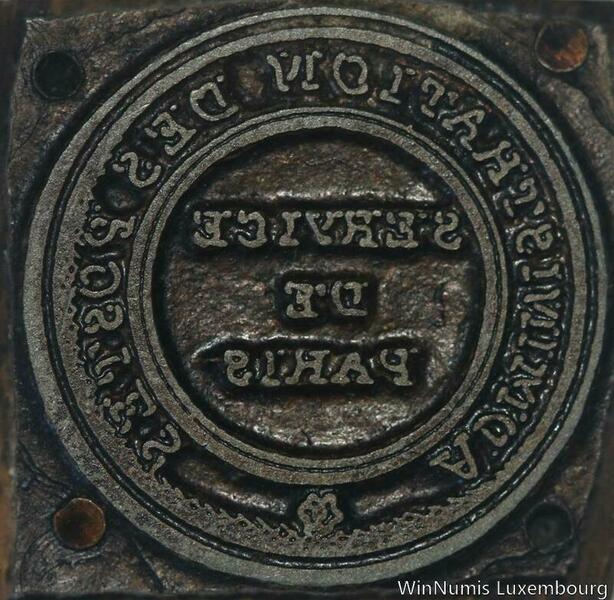 ADMINISTRATION DES POSTES
SERVICE
DE
PARIS
WinNumis Luxembourg